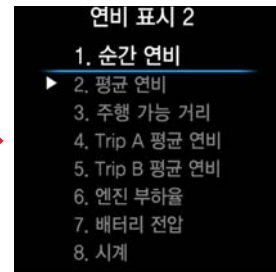 연비 표시 2
1. 순간 연비
2. 평균 연비
3. 주행 가능 거리
4. Trip A 평균 연비
5. Trip B 평균 연비
6. 엔진 부하율
7. 배터리 전압
8. 시계